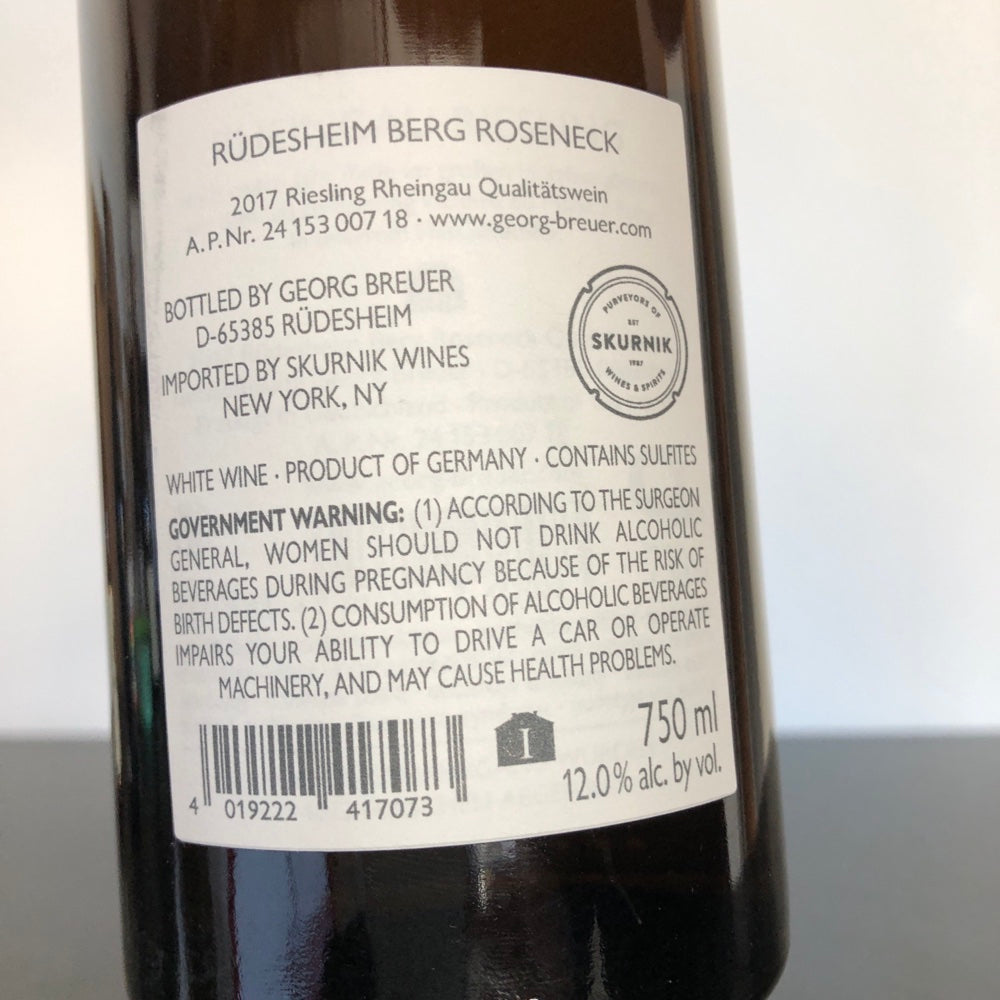 RÜDESHEIM BERG ROSENECK
2017 Riesling Rheingau Qualitätswein
A.P.Nr. 24 153 007 18 · www.georg-breuer.com
BOTTLED BY GEORG BREUER
D-65385 RÜDESHEIM
IMPORTED BY SKURNIK WINES
NEW YORK, NY
PURVEYORS OF
EST
SKURNIK
1987
WINES & SPIRITS
WHITE WINE · PRODUCT OF GERMANY · CONTAINS SULFITES
GOVERNMENT WARNING: (1) ACCORDING TO THE SURGEON
GENERAL, WOMEN SHOULD NOT DRINK ALCOHOLIC
BEVERAGES DURING PREGNANCY BECAUSE OF THE RISK OF
BIRTH DEFECTS. (2) CONSUMPTION OF ALCOHOLIC BEVERAGES
IMPAIRS YOUR ABILITY TO DRIVE A CAR OR OPERATE
MACHINERY, AND MAY CAUSE HEALTH PROBLEMS.
4 019222 417073
I
750 ml
12.0% alc. by vol.